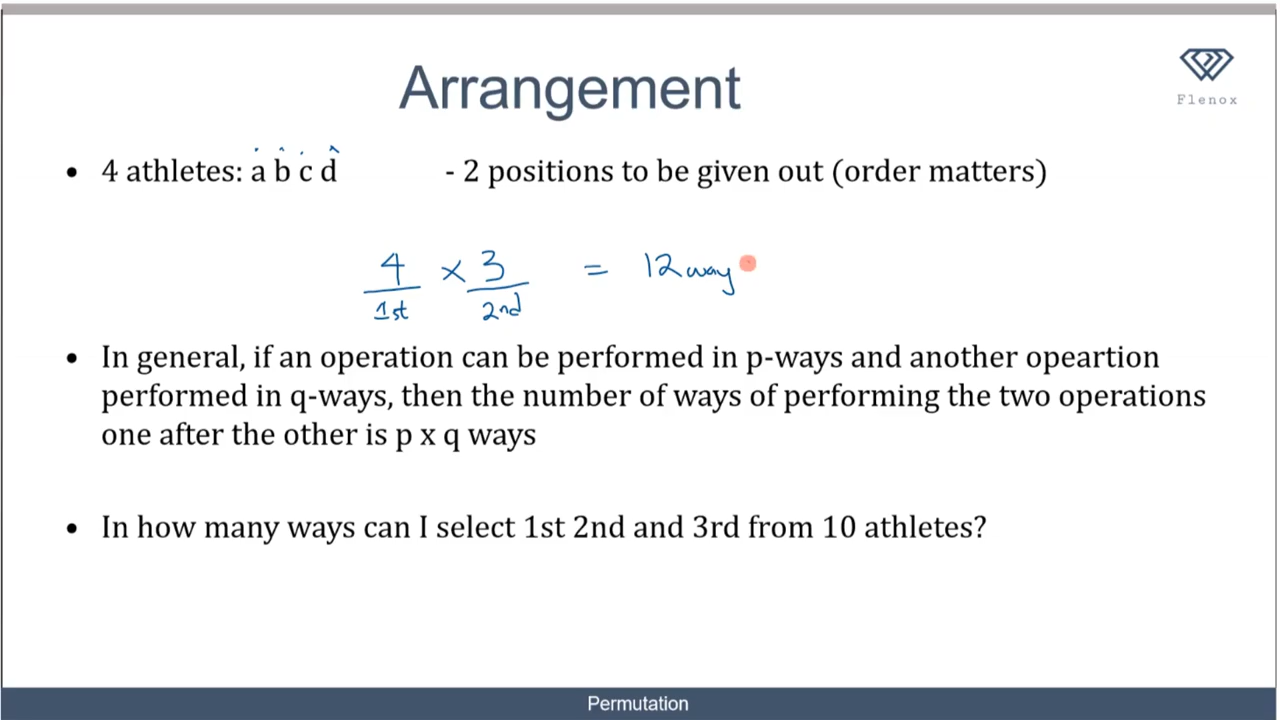 Arrangement
Flenox
• 4 athletes: a b c d - 2 positions to be given out (order matters)
4 × 3 = 12 way
1st 2nd
• In general, if an operation can be performed in p-ways and another opeartion
performed in q-ways, then the number of ways of performing the two operations
one after the other is p x q ways
• In how many ways can I select 1st 2nd and 3rd from 10 athletes?
Permutation